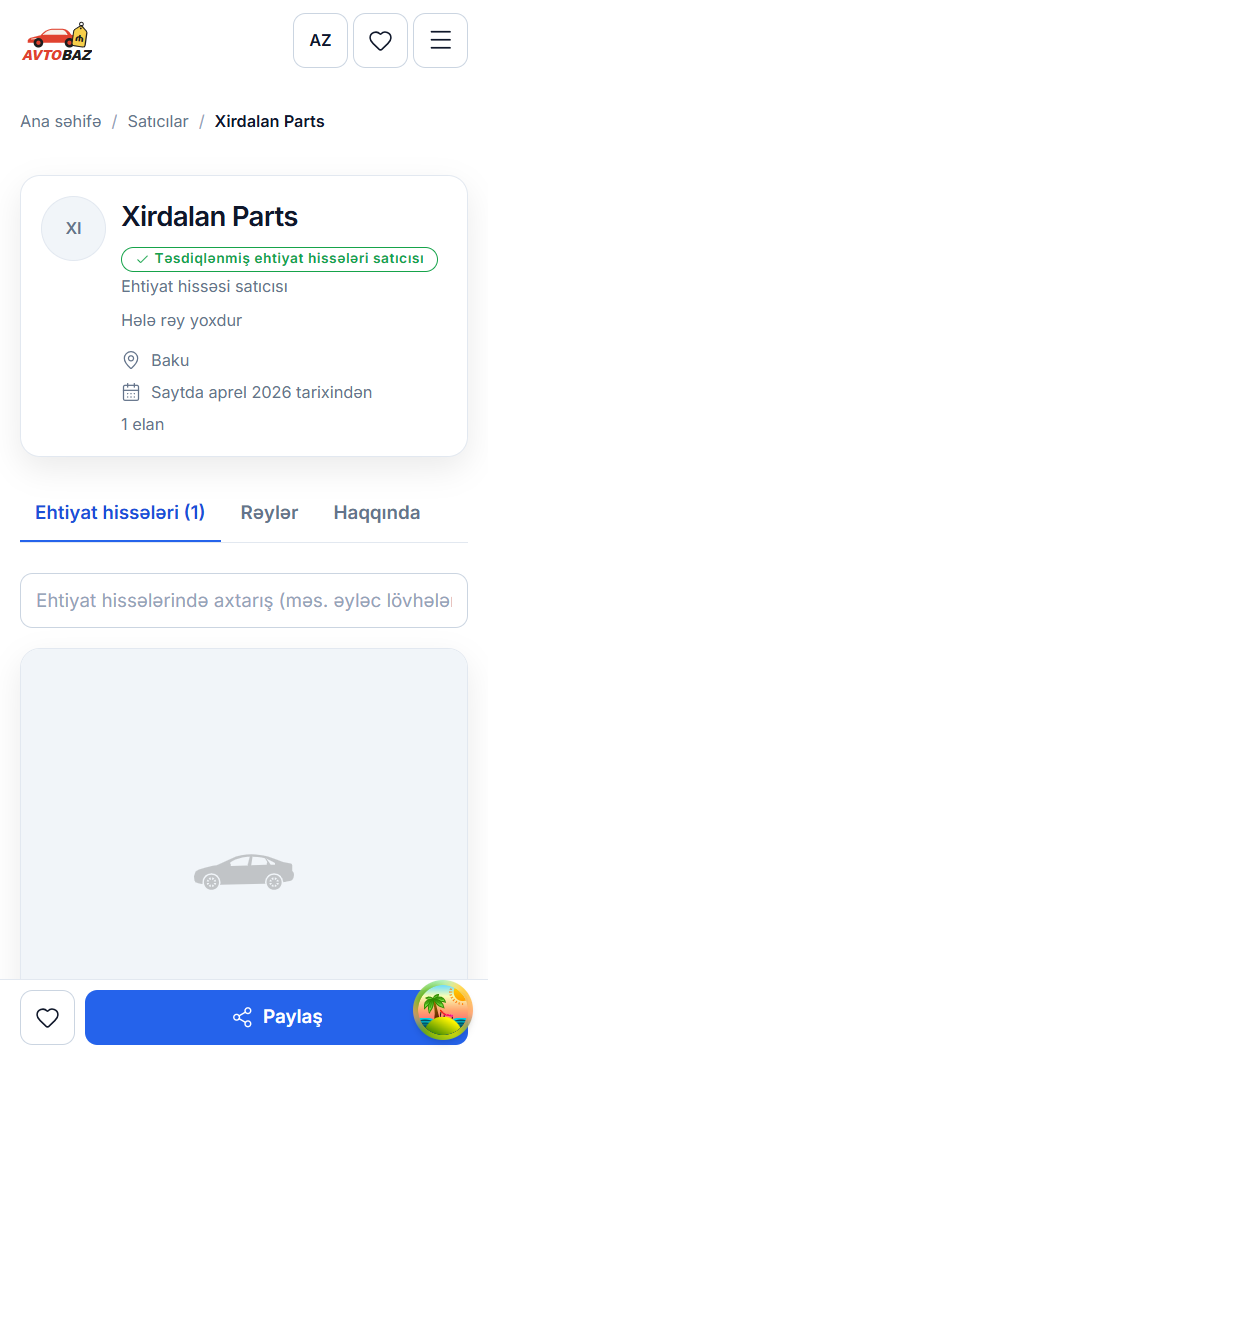 AVTOBAZ
AZ
Ana səhifə / Satıcılar / Xirdalan Parts
XI
Xirdalan Parts
Təsdiqlənmiş ehtiyat hissələri satıcısı
Ehtiyat hissəsi satıcısı
Hələ rəy yoxdur
Baku
Saytda aprel 2026 tarixindən
1 elan
Ehtiyat hissələri (1) Rəylər Haqqında
Ehtiyat hissələrində axtarış (məs. əyləc lövhələr
Paylaş